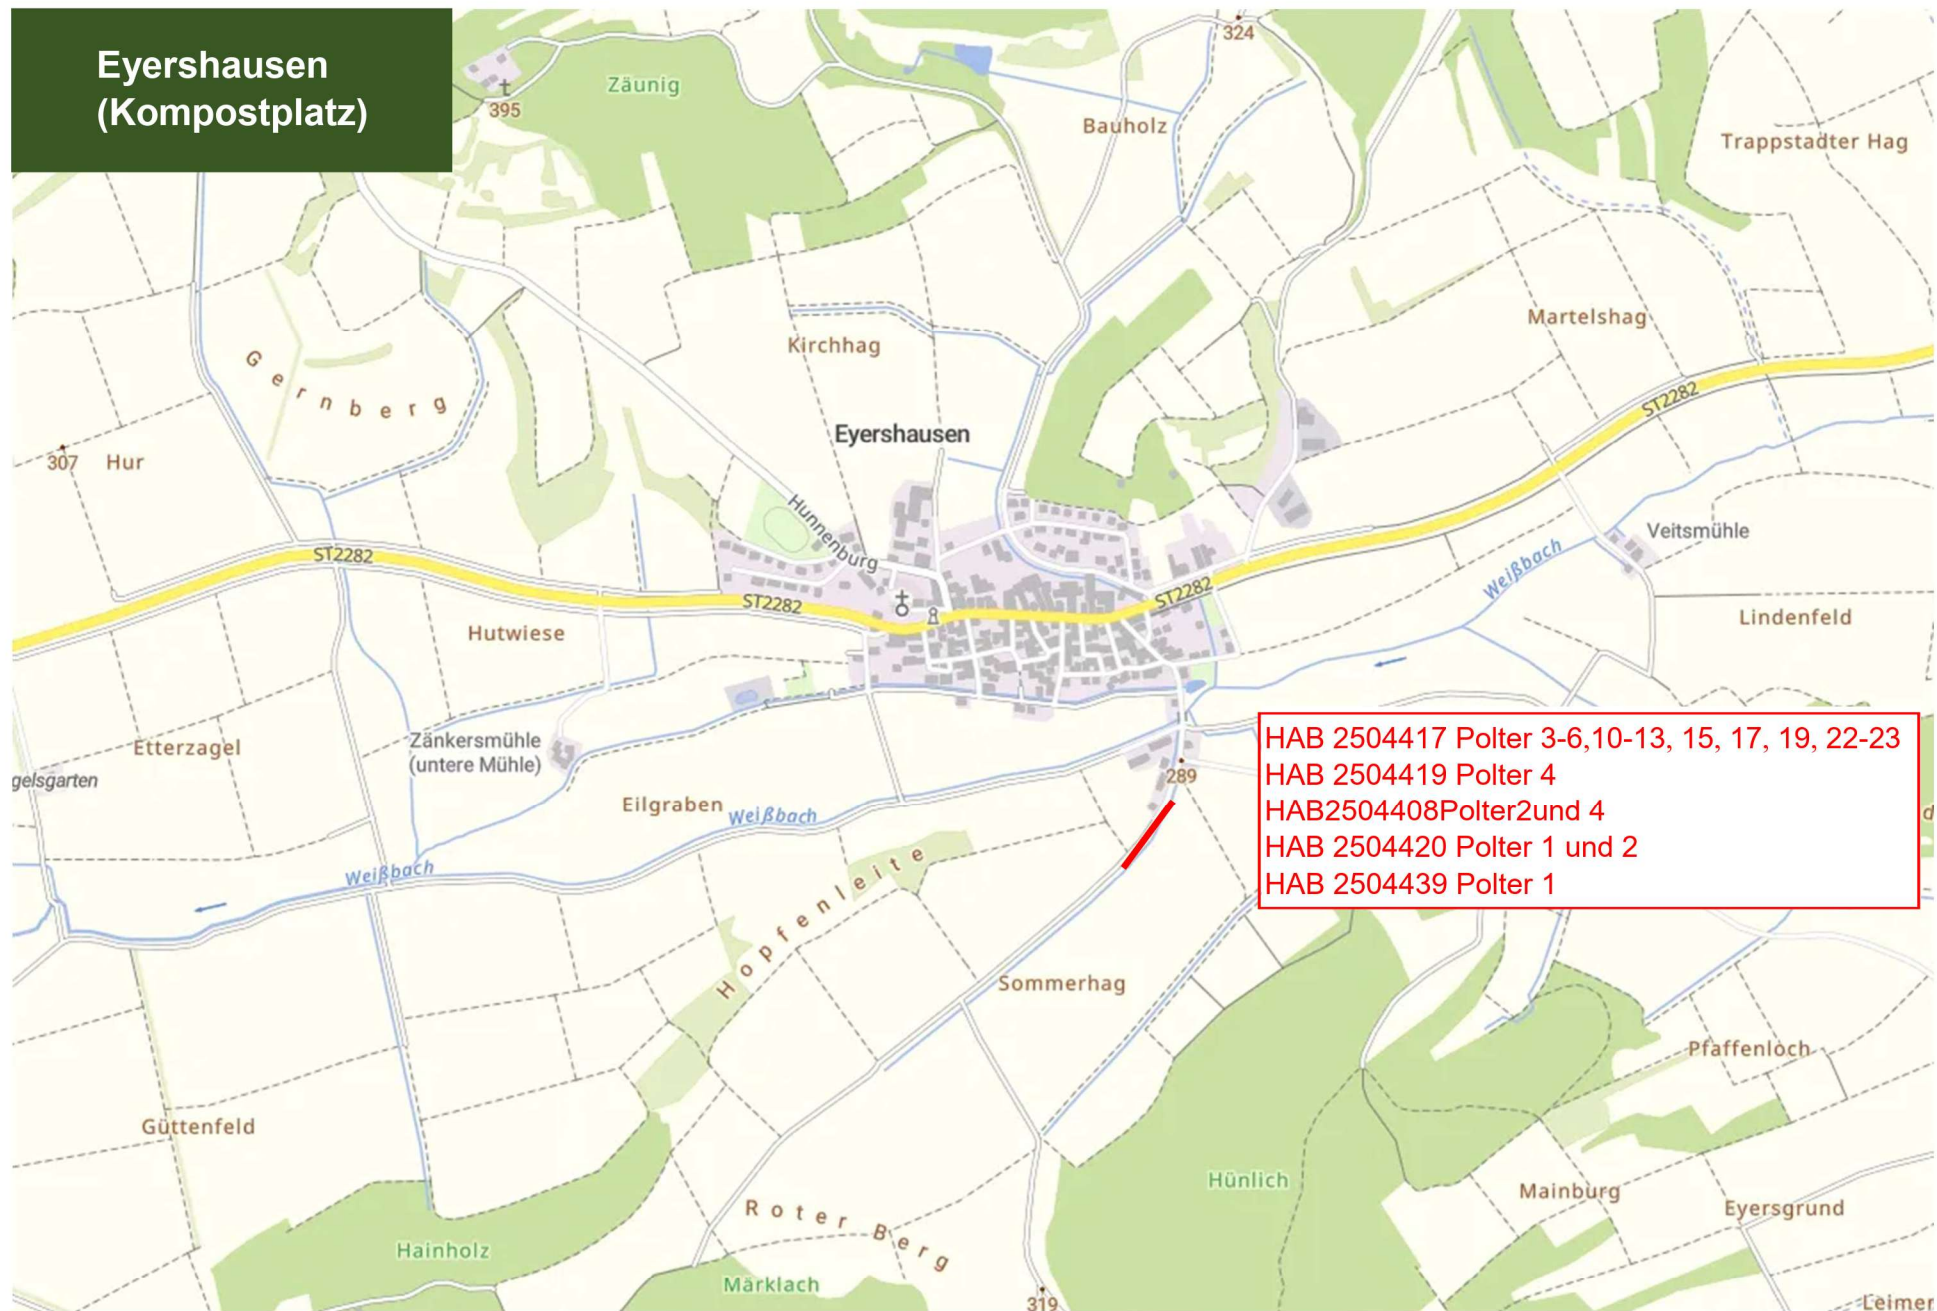 Eyershausen
(Kompostplatz)
324
Zäunig
395
Bauholz
Trappstadter Hag
Martelshag
Kirchhag
Gernberg
ST2282
Eyershausen
307 Hur
Hunnenburg
Veitsmühle
ST2282
Weißbach
ST2282
ST2282
Lindenfeld
Hutwiese
HAB 2504417 Polter 3-6,10-13, 15, 17, 19, 22-23
HAB 2504419 Polter 4
HAB2504408Polter2und 4
HAB 2504420 Polter 1 und 2
HAB 2504439 Polter 1
Etterzagel
Zänkersmühle
(untere Mühle)
289
gelsgarten
Eilgraben
Weißbach
d
Weißbach
Hopfenleite
Sommerhag
Pfaffenloch
Güttenfeld
Hünlich
Mainburg
Eyersgrund
Roter Berg
Hainholz
Märklach
319
Leimer